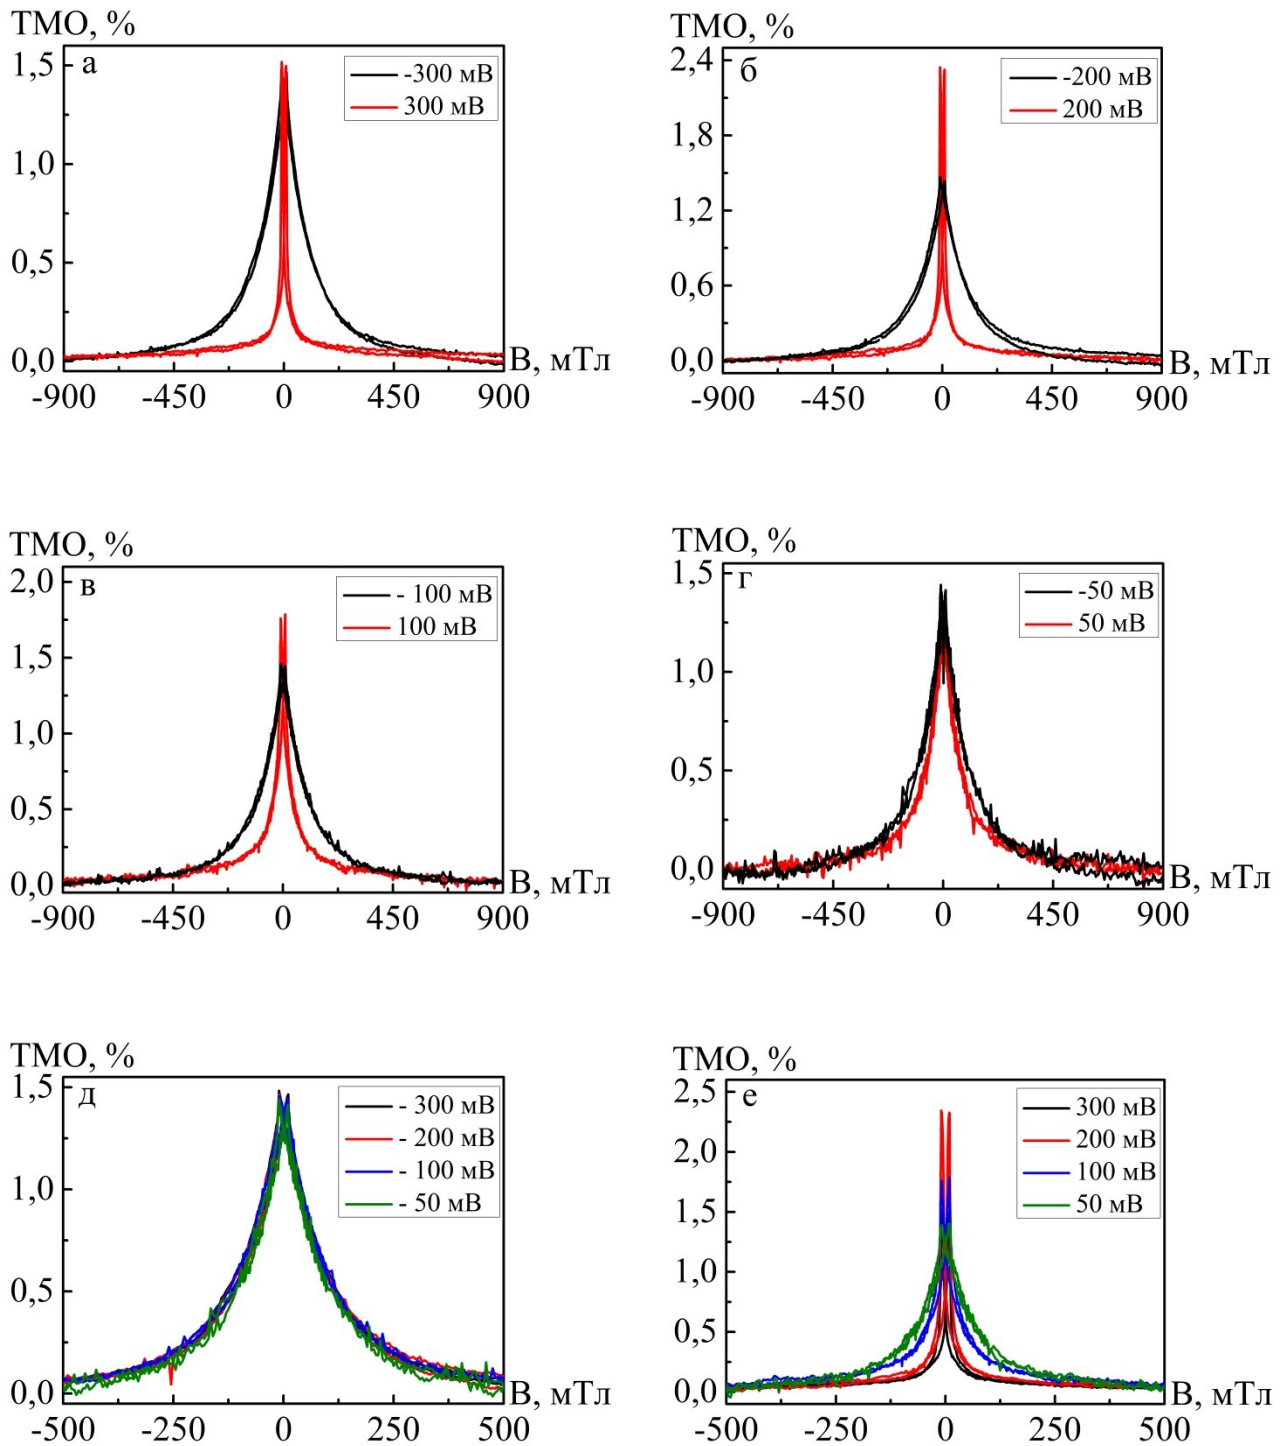 ТМО, %
1,5
а
-300 мВ
300 мВ
1,0
0,5
0,0
В, мТл
-900 -450 0 450 900
ТМО, %
2,4
б
-200 мВ
200 мВ
1,8
1,2
0,6
0,0
В, мТл
-900 -450 0 450 900
ТМО, %
2,0
в
- 100 мВ
100 мВ
1,5
1,0
0,5
0,0
В, мТл
-900 -450 0 450 900
ТМО, %
1,5
г
-50 мВ
50 мВ
1,0
0,5
0,0
В, мТл
-900 -450 0 450 900
ТМО, %
1,5
д
- 300 мВ
- 200 мВ
- 100 мВ
- 50 мВ
1,0
0,5
0,0
В, мТл
-500 -250 0 250 500
ТМО, %
2,5
е
300 мВ
200 мВ
100 мВ
50 мВ
2,0
1,5
1,0
0,5
0,0
В, мТл
-500 -250 0 250 500